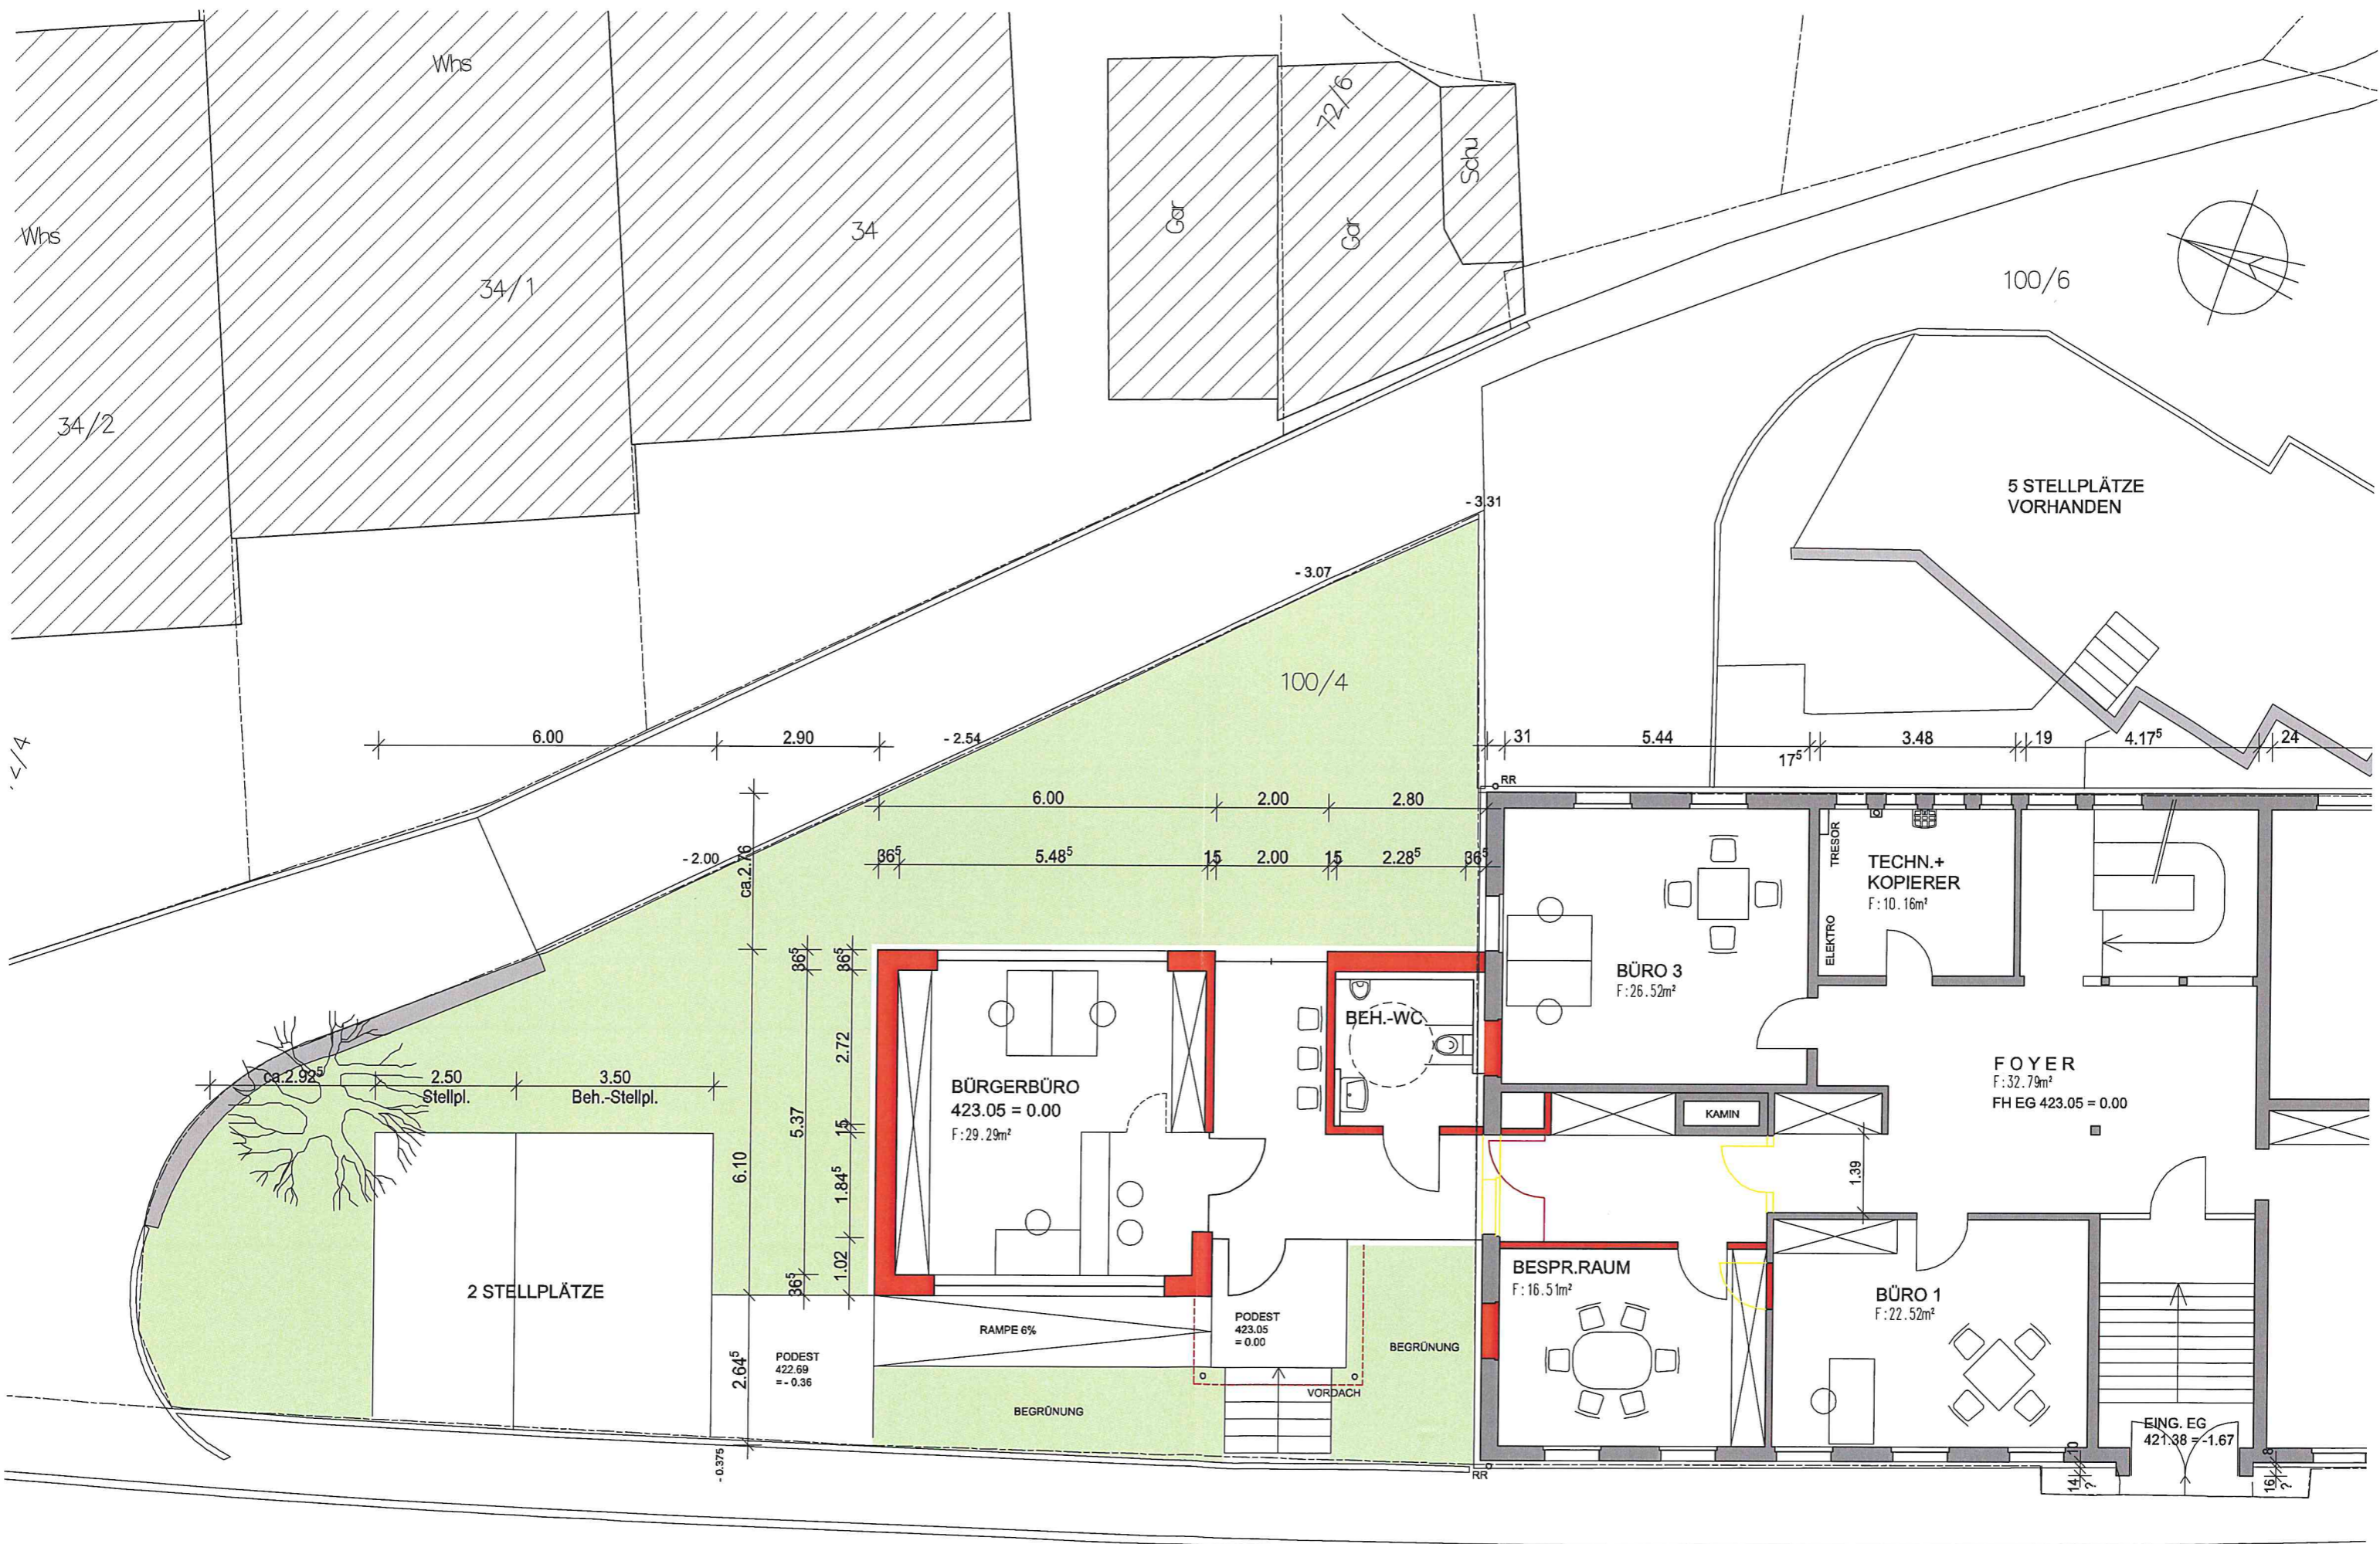 Whs
Whs
34/1
34
34/2
72/6
Gar
Gar
Schu
100/6
5 STELLPLÄTZE
VORHANDEN
- 3.31
- 3.07
100/4
- 2.54
- 2.00
6.00
2.90
31
5.44
17⁵
3.48
19
4.17⁵
24
RR
6.00
2.00
2.80
36⁵
5.48⁵
15
2.00
15
2.28⁵
36⁵
ca.2.76
36⁵
36⁵
2.72
5.37
15
6.10
1.84⁵
1.02
36⁵
2.64⁵
ca.2.92⁵
2.50
Stellpl.
3.50
Beh.-Stellpl.
2 STELLPLÄTZE
BÜRGERBÜRO
423.05 = 0.00
F:29.29m²
BEH.-WC
BÜRO 3
F:26.52m²
TRESOR
ELEKTRO
TECHN.+
KOPIERER
F:10.16m²
FOYER
F:32.79m²
FH EG 423.05 = 0.00
KAMIN
1.39
BESPR.RAUM
F:16.51m²
BÜRO 1
F:22.52m²
RAMPE 6%
PODEST
423.05
= 0.00
PODEST
422.69
= - 0.36
BEGRÜNUNG
VORDACH
BEGRÜNUNG
EING. EG
421.38 = -1.67
- 0.375
RR
14
10
?
16
8
?